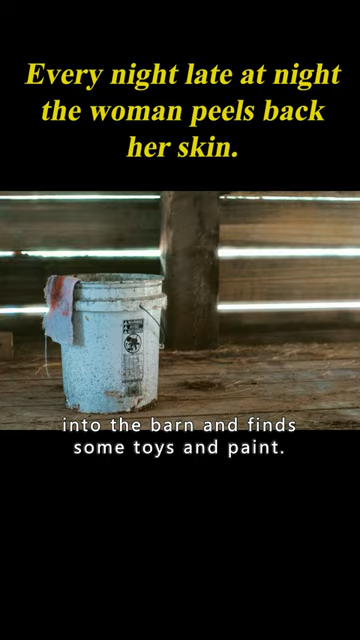 Every night late at night
the woman peels back
her skin.
into the barn and finds
some toys and paint.